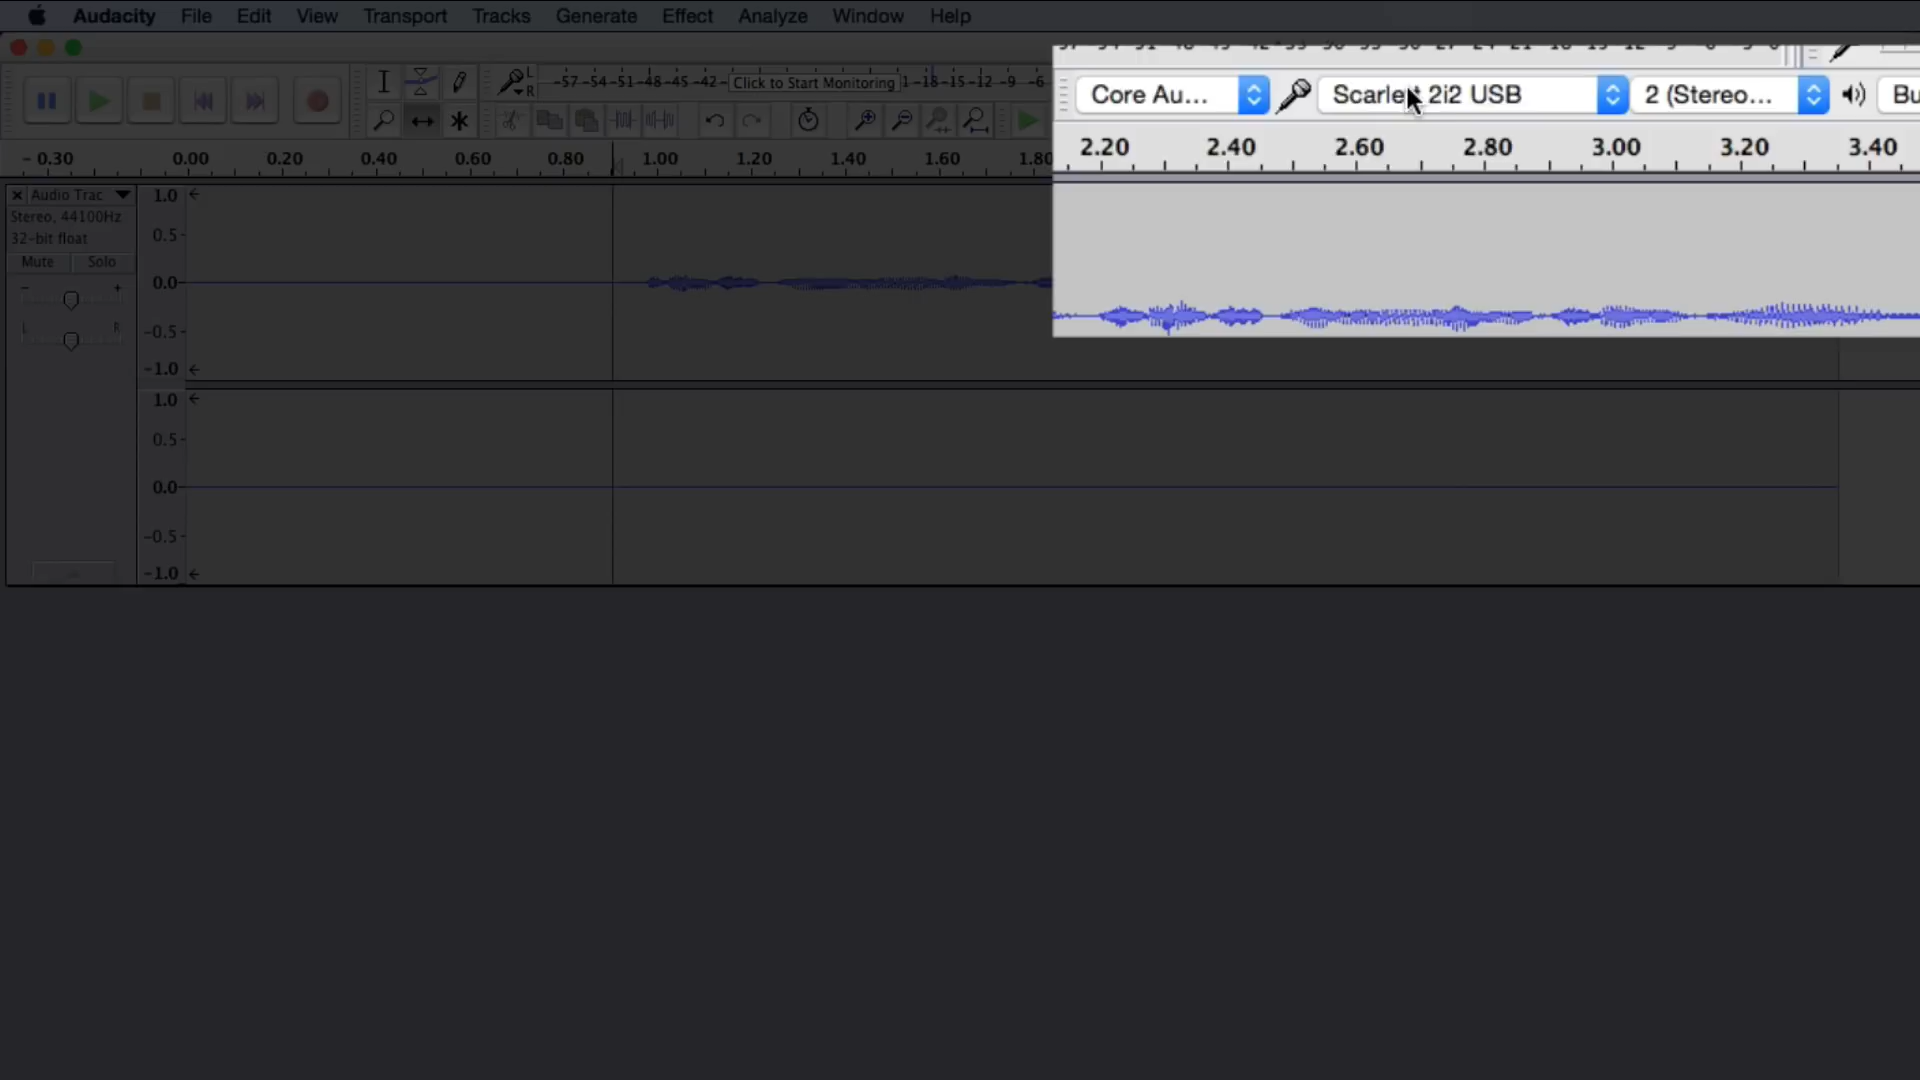 Audacity File Edit View Transport Tracks Generate Effect Analyze Window Help
L
R
-57 -54 -51 -48 -45 -42 Click to Start Monitoring 1 -18 -15 -12 -9 -6
Core Au... Scarlett 2i2 USB 2 (Stereo... Bu
- 0.30 0.00 0.20 0.40 0.60 0.80 1.00 1.20 1.40 1.60 1.80
2.20 2.40 2.60 2.80 3.00 3.20 3.40
Audio Trac
Stereo, 44100Hz
32-bit float
Mute Solo
- +
L R
1.0
0.5
0.0
-0.5
-1.0
1.0
0.5
0.0
-0.5
-1.0